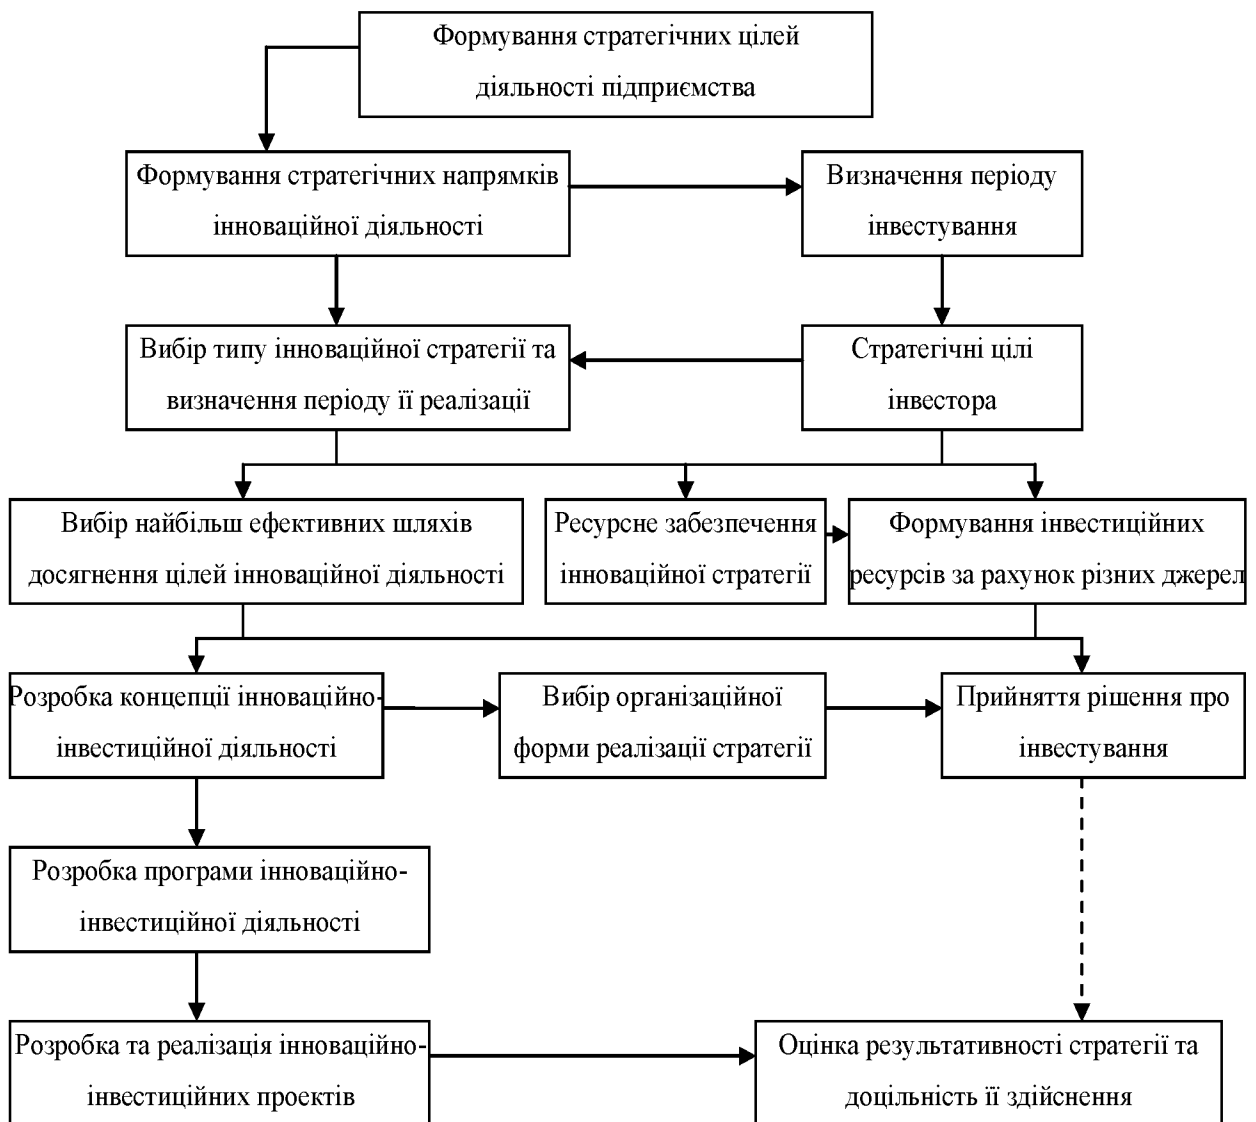 Формування стратегічних цілей
діяльності підприємства
Формування стратегічних напрямків
інноваційної діяльності
Визначення періоду
інвестування
Вибір типу інноваційної стратегії та
визначення періоду її реалізації
Стратегічні цілі
інвестора
Вибір найбільш ефективних шляхів
досягнення цілей інноваційної діяльності
Ресурсне забезпечення
інноваційної стратегії
Формування інвестиційних
ресурсів за рахунок різних джерел
Розробка концепції інноваційно-
інвестиційної діяльності
Вибір організаційної
форми реалізації стратегії
Прийняття рішення про
інвестування
Розробка програми інноваційно-
інвестиційної діяльності
Розробка та реалізація інноваційно-
інвестиційних проектів
Оцінка результативності стратегії та
доцільність її здійснення